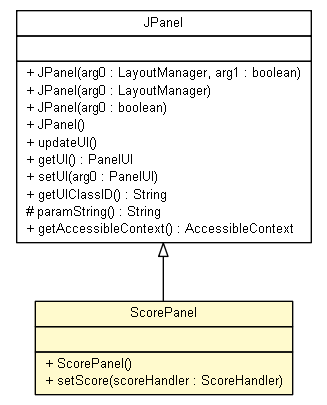 JPanel
+ JPanel(arg0 : LayoutManager, arg1 : boolean)
+ JPanel(arg0 : LayoutManager)
+ JPanel(arg0 : boolean)
+ JPanel()
+ updateUI()
+ getUI() : PanelUI
+ setUI(arg0 : PanelUI)
+ getUIClassID() : String
# paramString() : String
+ getAccessibleContext() : AccessibleContext
ScorePanel
+ ScorePanel()
+ setScore(scoreHandler : ScoreHandler)